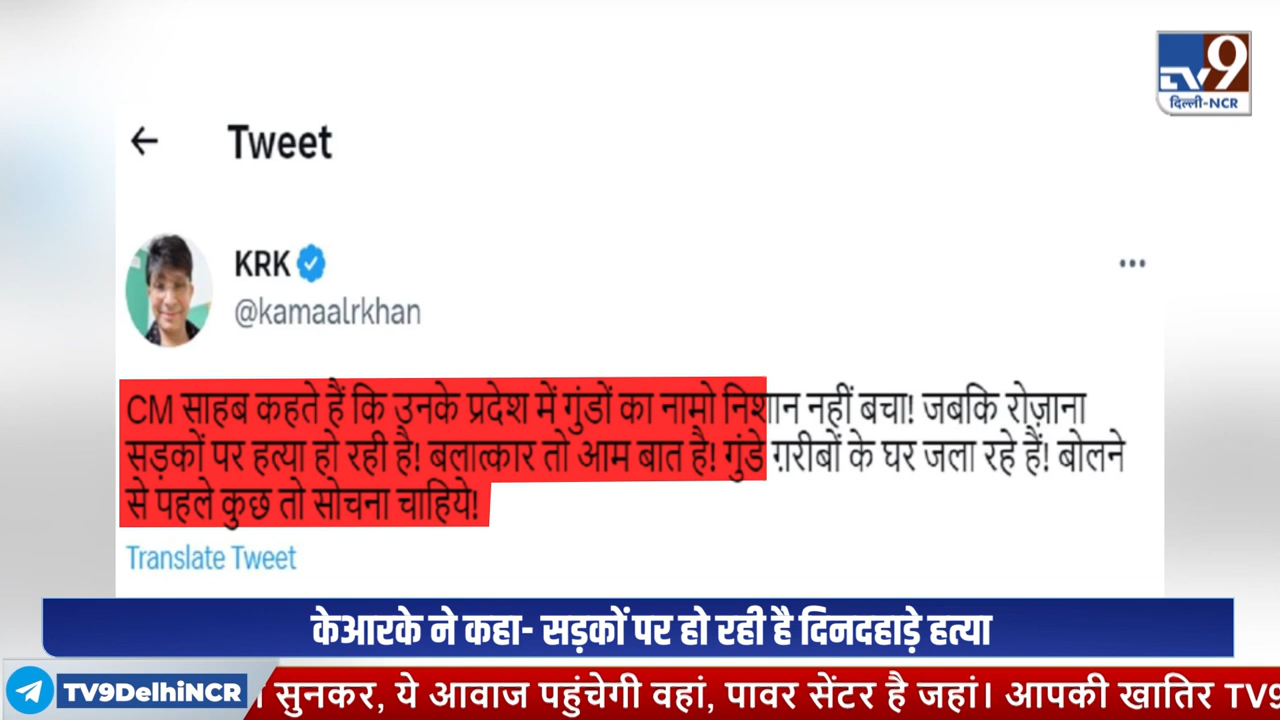 TV9
दिल्ली-NCR
← Tweet
KRK
@kamaalrkhan
CM साहब कहते हैं कि उनके प्रदेश में गुंडों का नामो निशान नहीं बचा! जबकि रोज़ाना
सड़कों पर हत्या हो रही है! बलात्कार तो आम बात है! गुंडे ग़रीबों के घर जला रहे हैं! बोलने
से पहले कुछ तो सोचना चाहिये!
Translate Tweet
केआरके ने कहा- सड़कों पर हो रही है दिनदहाड़े हत्या
TV9DelhiNCR
सुनकर, ये आवाज पहुंचेगी वहां, पावर सेंटर है जहां। आपकी खातिर TV9